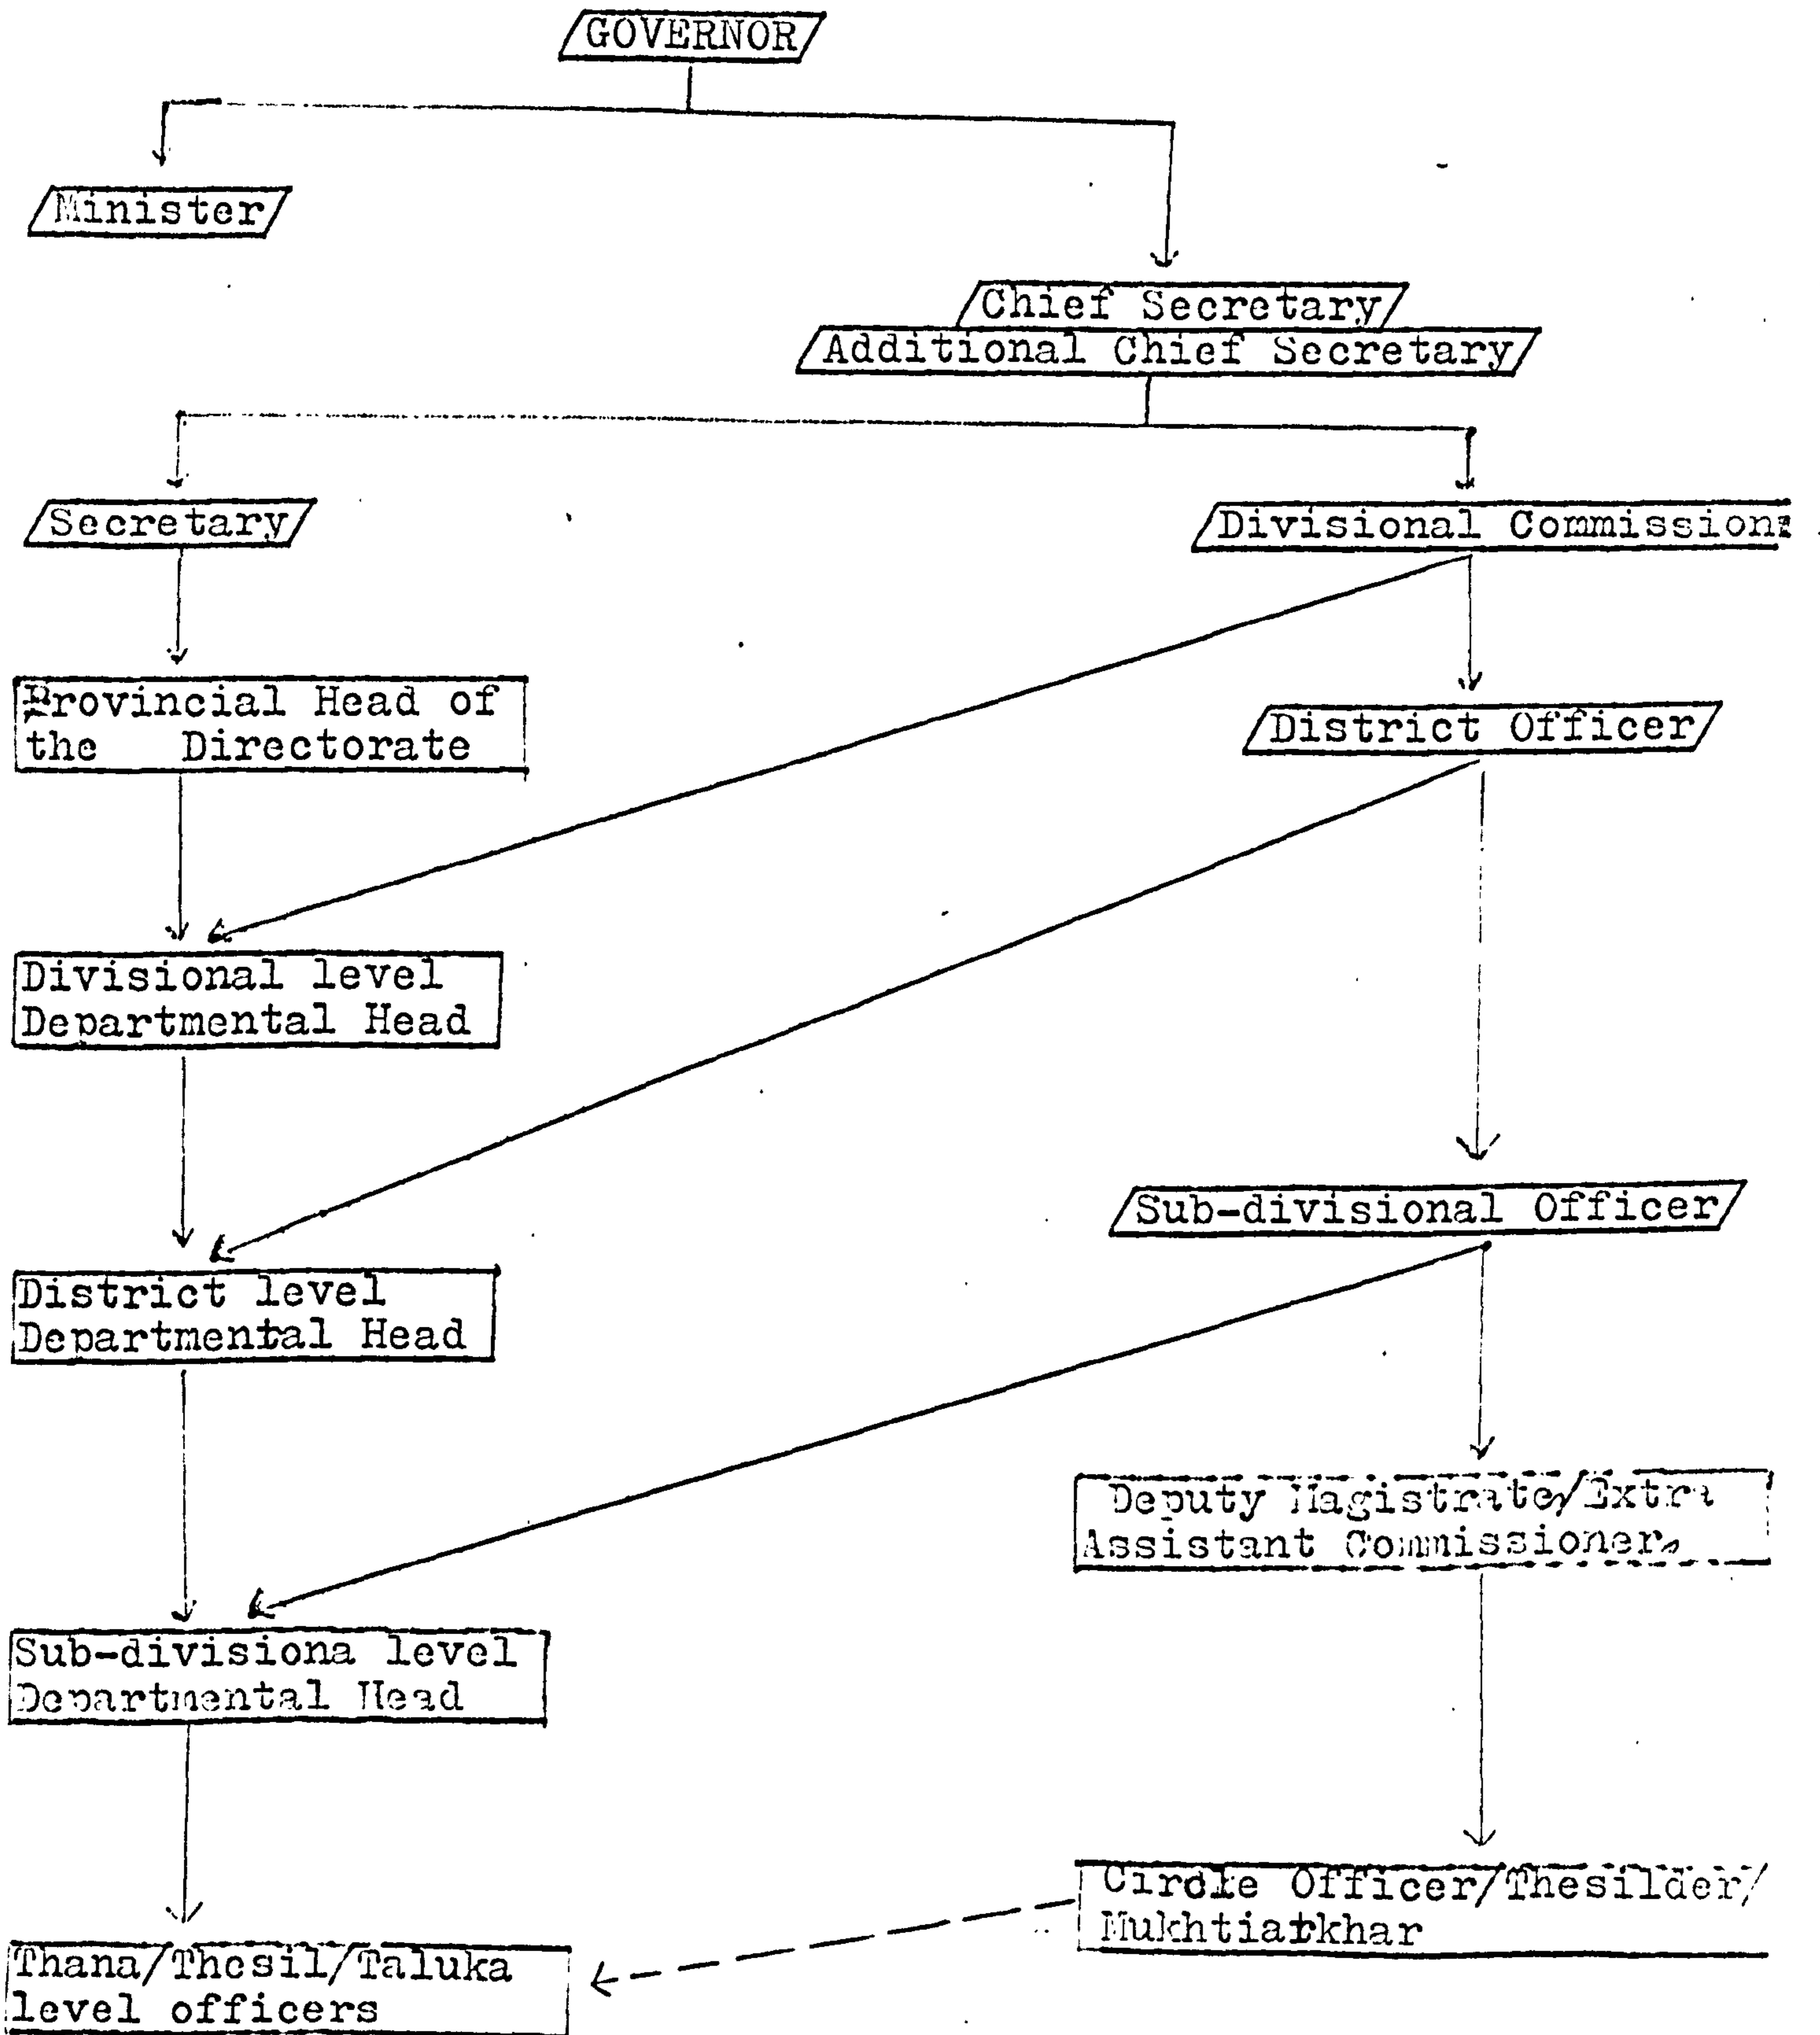 GOVERNOR
Minister
Chief Secretary
Additional Chief Secretary
Secretary
Divisional Commission
Provincial Head of
the Directorate
District Officer
Divisional level
Departmental Head
Sub-divisional Officer
District level
Departmental Head
Deputy Magistrate/Extra
Assistant Commissioner
Sub-divisiona level
Departmental Head
Circle Officer/Thesilder/
Mukhtiarkhar
Thana/Thesil/Taluka
level officers